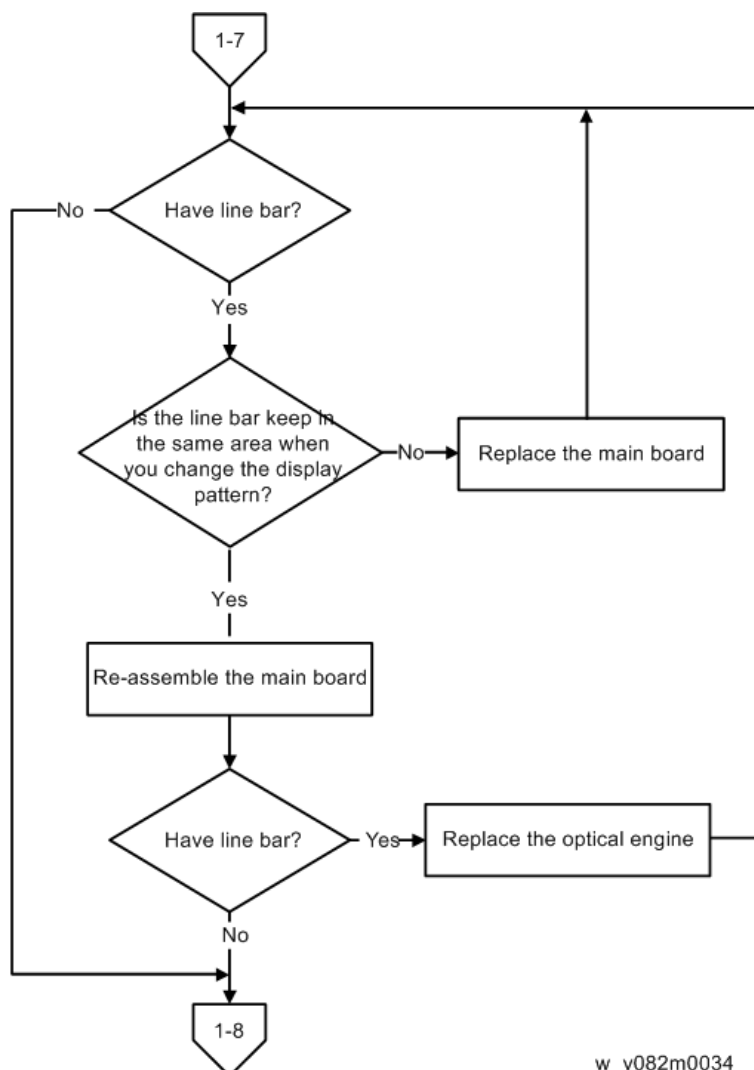 1-7
Have line bar?
No
Yes
Is the line bar keep in
the same area when
you change the display
pattern?
No
Replace the main board
Yes
Re-assemble the main board
Have line bar?
Yes
Replace the optical engine
No
1-8
w_v082m0034